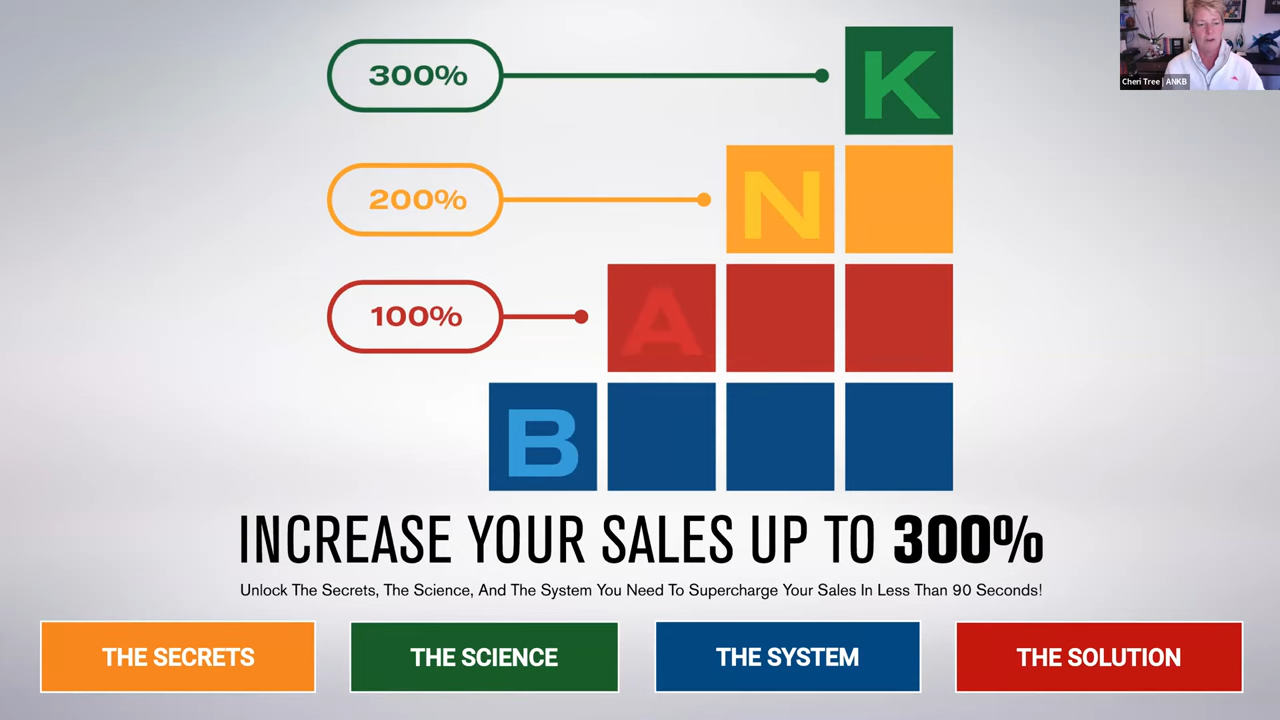 300%
K
200%
N
100%
A
B
INCREASE YOUR SALES UP TO 300%
Unlock The Secrets, The Science, And The System You Need To Supercharge Your Sales In Less Than 90 Seconds!
THE SECRETS
THE SCIENCE
THE SYSTEM
THE SOLUTION
Cheri Tree | ANKB